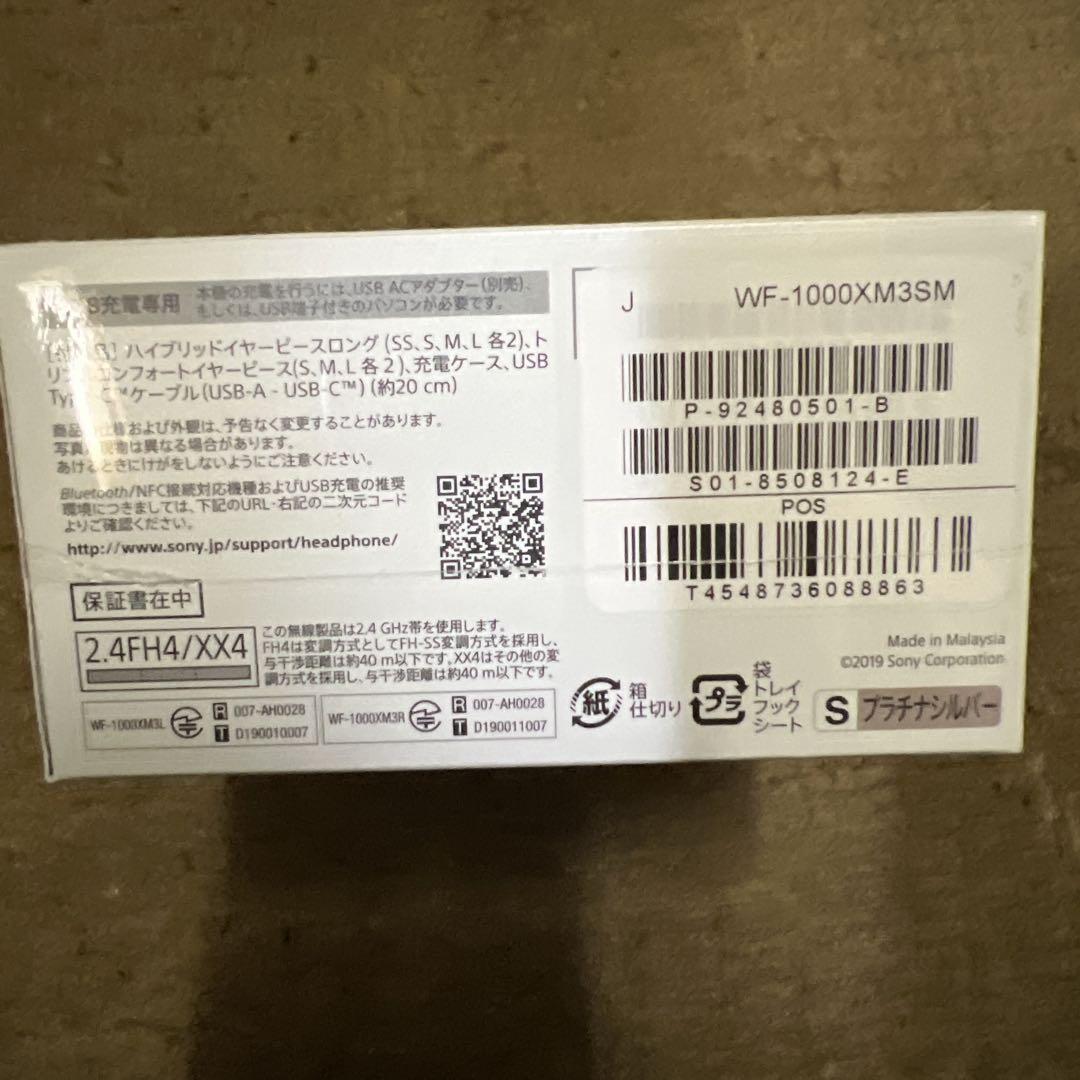 B充電専用
本機の充電を行うには、USB ACアダプター(別売)、
もしくは、USB端子付きのパソコンが必要です。
ハイブリッドイヤーピースロング (SS、S、M、L 各2)、ト
コンフォートイヤーピース(S、M、L 各 2)、充電ケース、USB
ケーブル(USB-A - USB-C™) (約20 cm)
および外観は、予告なく変更することがあります。
は異なる場合があります。
あけるときにけがをしないようにご注意ください。
Bluetooth/NFC接続対応機種およびUSB充電の推奨
環境につきましては、下記のURL・右記の二次元コード
よりご確認ください。
http://www.sony.jp/support/headphone/
保証書在中
2.4FH4/XX4
この無線製品は2.4 GHz帯を使用します。
FH4は変調方式としてFH-SS変調方式を採用し、
与干渉距離は約40 m以下です。XX4はその他の変
調方式を採用し、与干渉距離は約40 m以下です。
WF-1000XM3L R 007-AH0028
T D190010007
WF-1000XM3R R 007-AH0028
T D190011007
J WF-1000XM3SM
P-92480501-B
S01-8508124-E
POS
T4548736088863
Made in Malaysia
©2019 Sony Corporation
紙 箱
仕切り
プラ 袋
トレイ
フック
シート
S プラチナシルバー